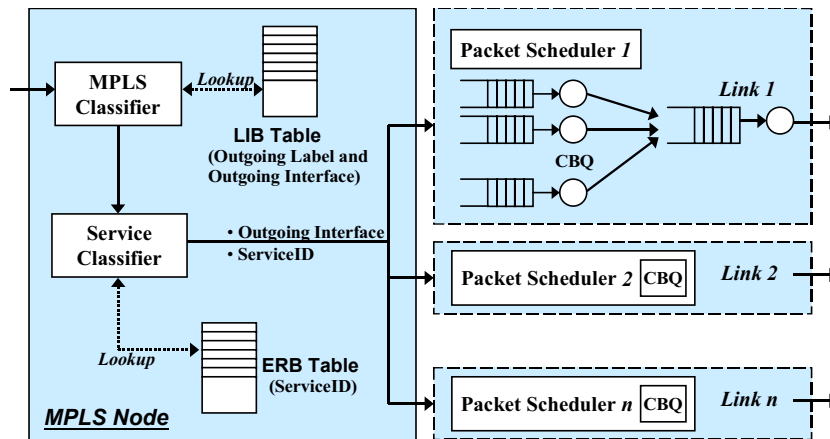 MPLS
Classifier
Lookup
LIB Table
(Outgoing Label and
Outgoing Interface)
Service
Classifier
• Outgoing Interface
• ServiceID
Lookup
ERB Table
(ServiceID)
MPLS Node
Packet Scheduler 1
Link 1
CBQ
Packet Scheduler 2
CBQ
Link 2
Packet Scheduler n
CBQ
Link n